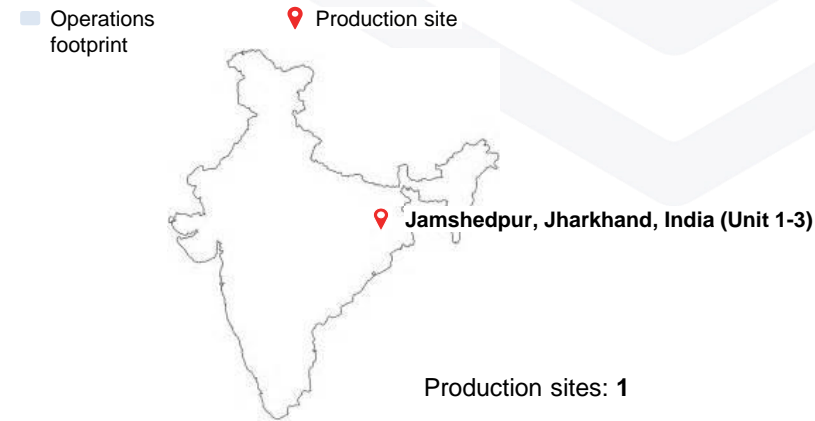 Operations
footprint
Production site
Jamshedpur, Jharkhand, India (Unit 1-3)
Production sites: 1